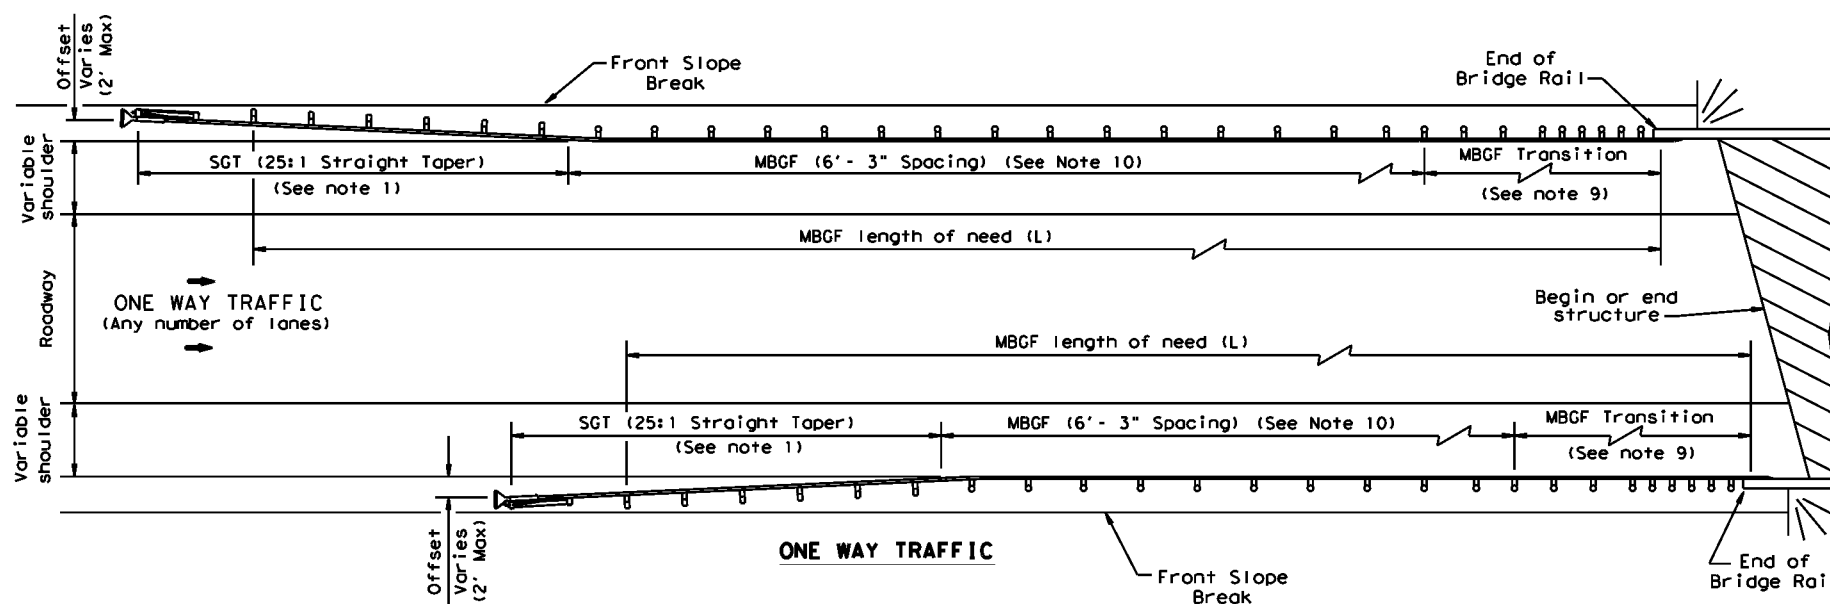 Offset
Varies
(2' Max)
Front Slope
Break
End of
Bridge Rail
Variable
shoulder
SGT (25:1 Straight Taper)
(See note 1)
MBGF (6'- 3" Spacing) (See Note 10)
MBGF Transition
(See note 9)
MBGF length of need (L)
Roadway
ONE WAY TRAFFIC
(Any number of lanes)
Begin or end
structure
MBGF length of need (L)
Variable
shoulder
SGT (25:1 Straight Taper)
(See note 1)
MBGF (6'- 3" Spacing) (See Note 10)
MBGF Transition
(See note 9)
Offset
Varies
(2' Max)
ONE WAY TRAFFIC
Front Slope
Break
End of
Bridge Rai